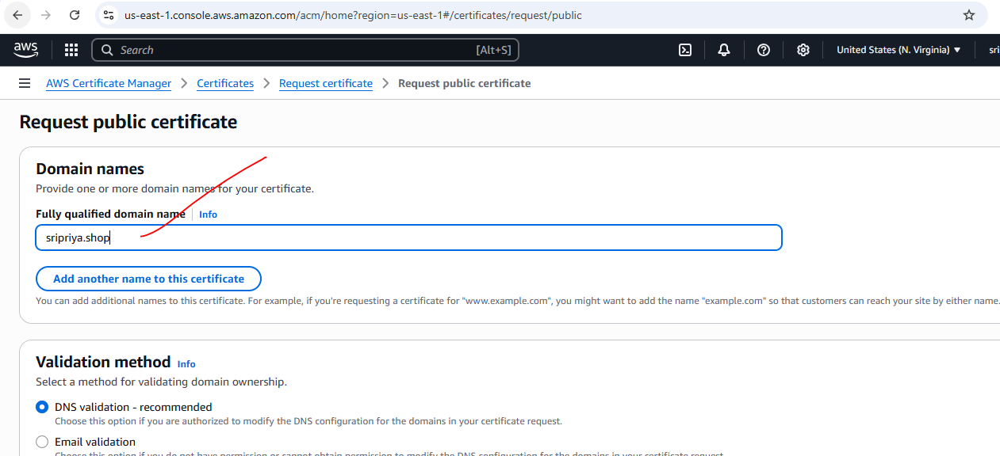 us-east-1.console.aws.amazon.com/acm/home?region=us-east-1#/certificates/request/public
aws Search [Alt+S] United States (N. Virginia) ▼ sri
AWS Certificate Manager > Certificates > Request certificate > Request public certificate
Request public certificate
Domain names
Provide one or more domain names for your certificate.
Fully qualified domain name Info
sripriya.shop
Add another name to this certificate
You can add additional names to this certificate. For example, if you're requesting a certificate for "www.example.com", you might want to add the name "example.com" so that customers can reach your site by either name.
Validation method Info
Select a method for validating domain ownership.
DNS validation - recommended
Choose this option if you are authorized to modify the DNS configuration for the domains in your certificate request.
Email validation
Choose this option if you do not have permission or cannot obtain permission to modify the DNS configuration for the domains in your certificate request.